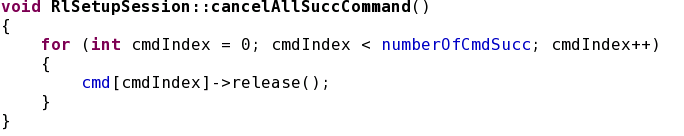 void RlSetupSession::cancelAllSuccCommand()
{
    for (int cmdIndex = 0; cmdIndex < numberOfCmdSucc; cmdIndex++)
    {
        cmd[cmdIndex]->release();
    }
}